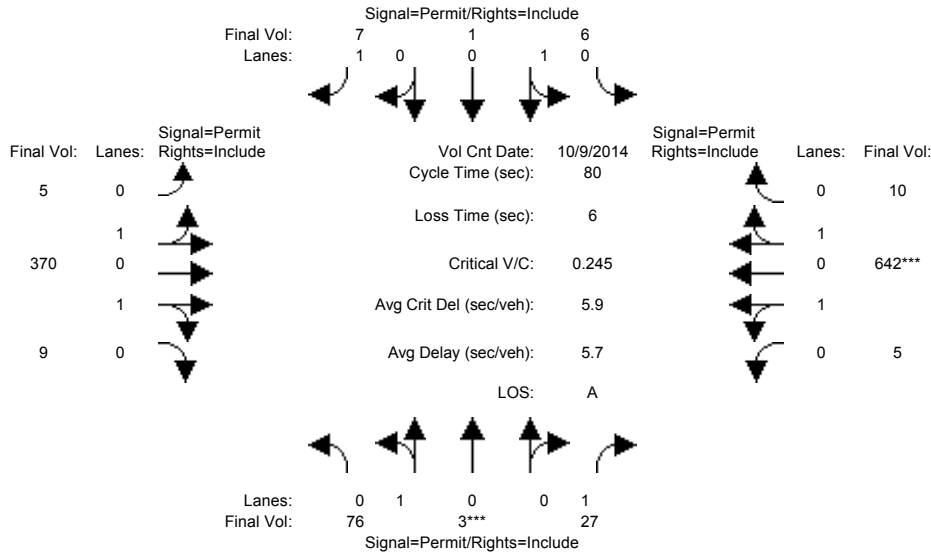 Signal=Permit/Rights=Include
Final Vol: 7 1 6
Lanes: 1 0 0 1 0
Signal=Permit Signal=Permit
Final Vol: Lanes: Rights=Include Vol Cnt Date: 10/9/2014 Rights=Include Lanes: Final Vol:
Cycle Time (sec): 80
5 0 0 10
Loss Time (sec): 6
1 1
370 0 Critical V/C: 0.245 0 642***
1 Avg Crit Del (sec/veh): 5.9 1
9 0 Avg Delay (sec/veh): 5.7 0 5
LOS: A
Lanes: 0 1 0 0 1
Final Vol: 76 3*** 27
Signal=Permit/Rights=Include